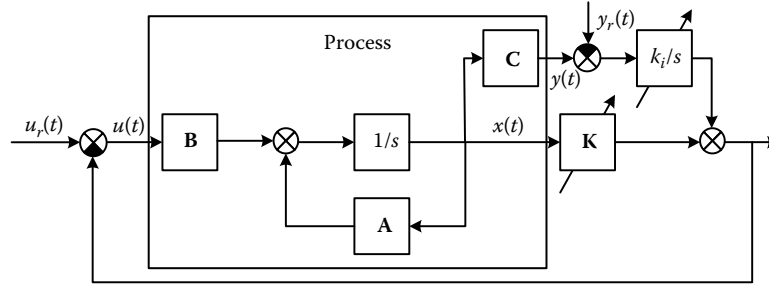 y_r(t)
Process
C
k_i/s
y(t)
u_r(t)
u(t)
B
1/s
x(t)
K
A